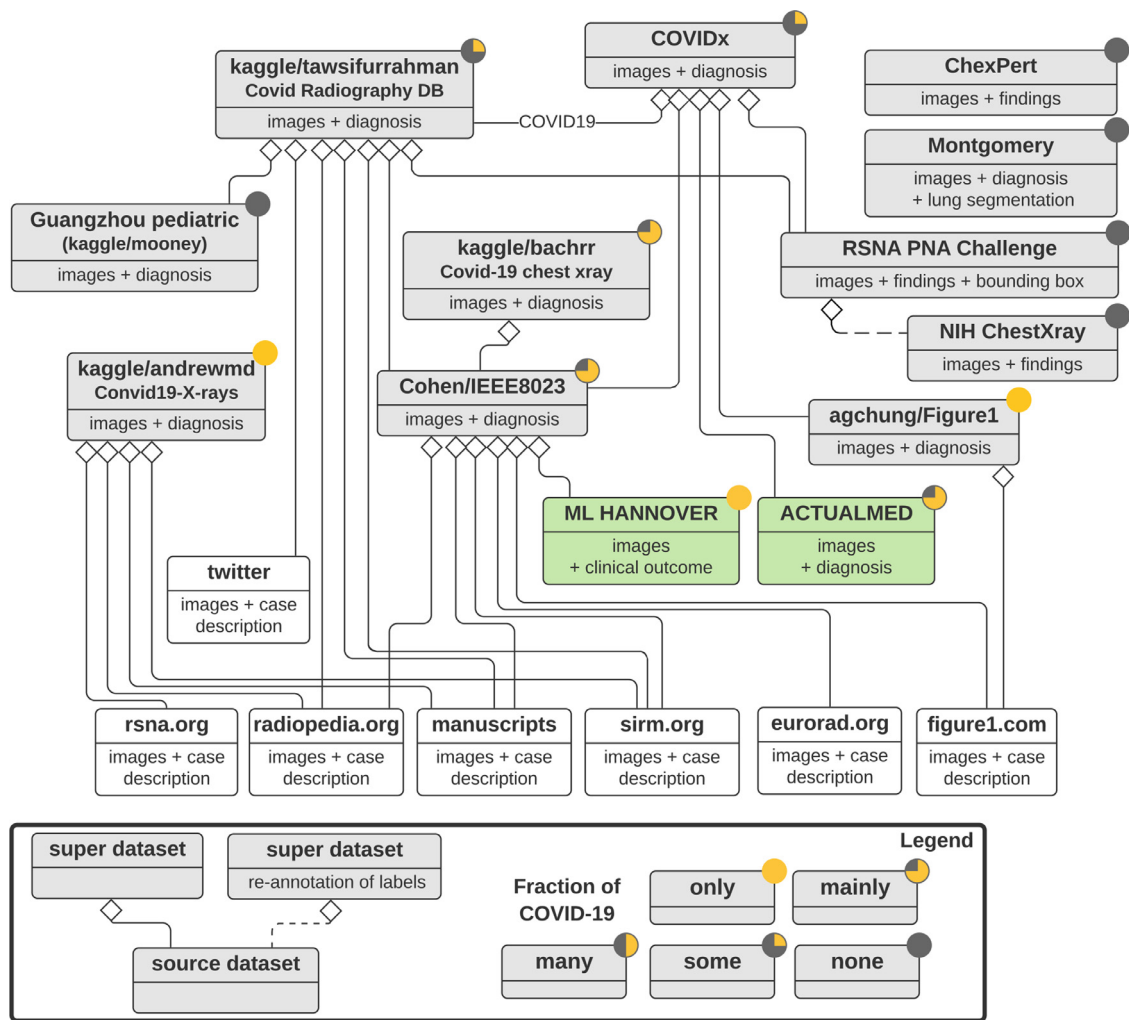 COVIDx
images + diagnosis
kaggle/tawsifurrahman
Covid Radiography DB
images + diagnosis
COVID19
ChexPert
images + findings
Montgomery
images + diagnosis
+ lung segmentation
Guangzhou pediatric
(kaggle/mooney)
images + diagnosis
kaggle/bachrr
Covid-19 chest xray
images + diagnosis
RSNA PNA Challenge
images + findings + bounding box
NIH ChestXray
images + findings
kaggle/andrewmd
Convid19-X-rays
images + diagnosis
Cohen/IEEE8023
images + diagnosis
agchung/Figure1
images + diagnosis
ML HANNOVER
images
+ clinical outcome
ACTUALMED
images
+ diagnosis
twitter
images + case
description
rsna.org
images + case
description
radiopedia.org
images + case
description
manuscripts
images + case
description
sirm.org
images + case
description
eurorad.org
images + case
description
figure1.com
images + case
description
Legend
super dataset
super dataset
re-annotation of labels
source dataset
Fraction of
COVID-19
only
mainly
many
some
none